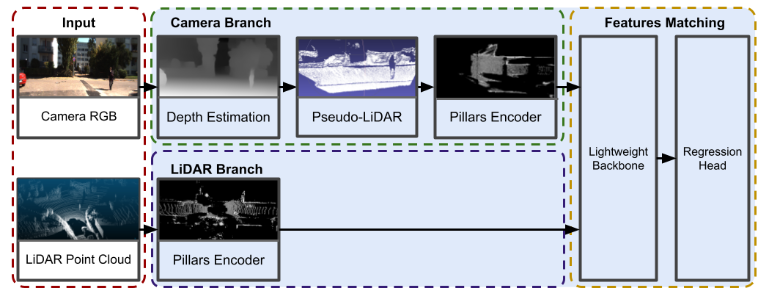 Input
Camera Branch
Features Matching
Camera RGB
Depth Estimation
Pseudo-LiDAR
Pillars Encoder
LiDAR Branch
Lightweight
Backbone
Regression
Head
LiDAR Point Cloud
Pillars Encoder